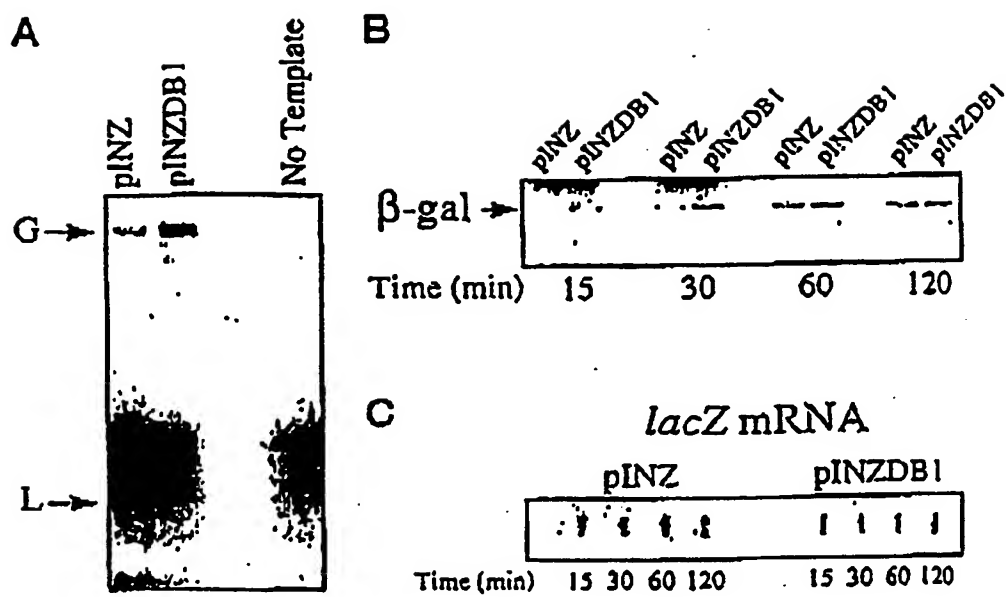 A
pINZ
pINZDB1
No Template
G
L
B
pINZ
pINZDB1
pINZ
pINZDB1
pINZ
pINZDB1
pINZ
pINZDB1
β-gal
Time (min) 15 30 60 120
C
lacZ mRNA
pINZ pINZDB1
Time (min) 15 30 60 120 15 30 60 120